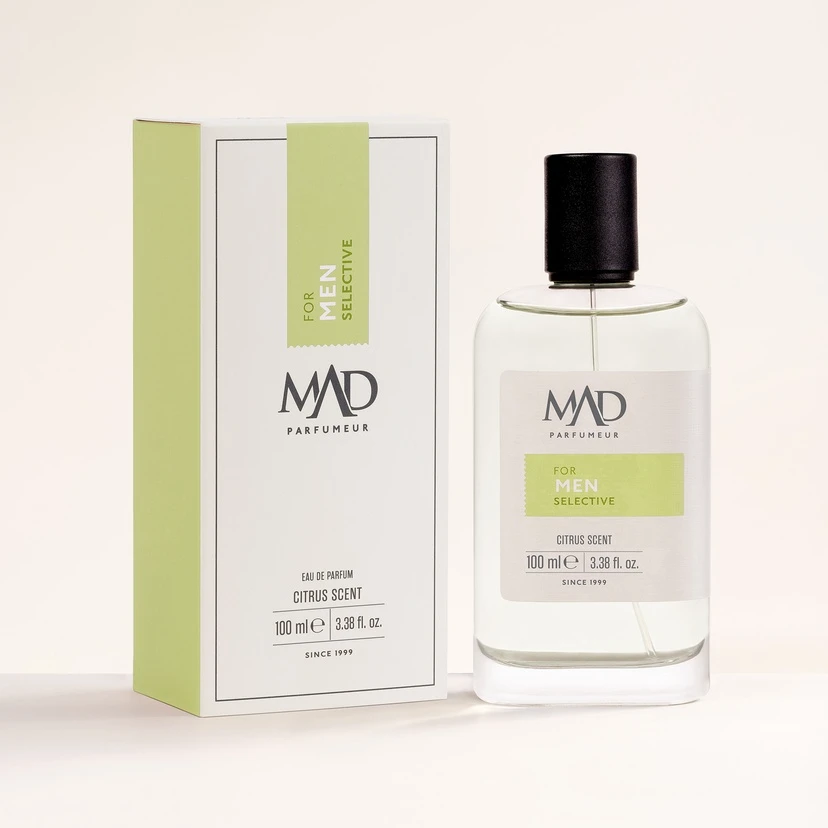 FOR
MEN
SELECTIVE
MAD
PARFUMEUR
EAU DE PARFUM
CITRUS SCENT
100 ml ℮ 3.38 fl. oz.
SINCE 1999
MAD
PARFUMEUR
FOR
MEN
SELECTIVE
CITRUS SCENT
100 ml ℮ 3.38 fl. oz.
SINCE 1999